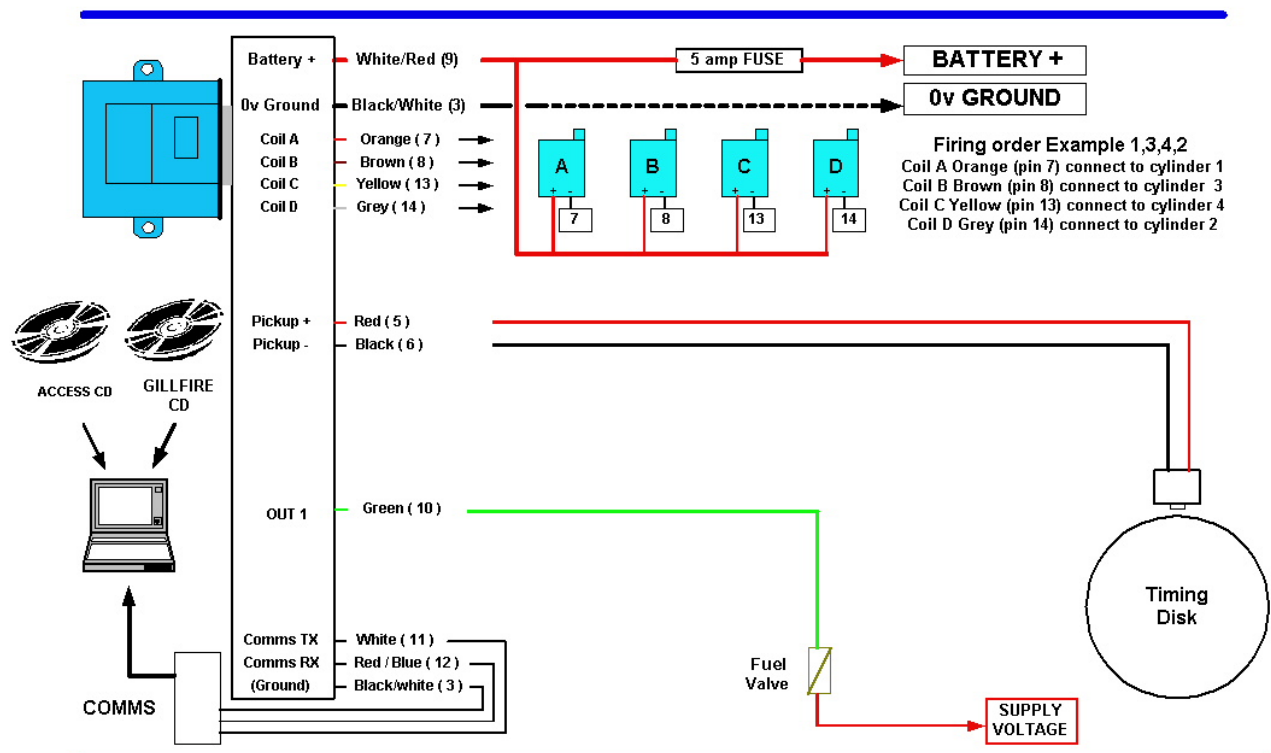 Battery + White/Red (9) 5 amp FUSE BATTERY +
0v Ground Black/White (3) 0v GROUND
Coil A Orange ( 7 )
Coil B Brown ( 8 )
Coil C Yellow ( 13 )
Coil D Grey ( 14 )
A B C D
+ - + - + - + -
7 8 13 14
Firing order Example 1,3,4,2
Coil A Orange (pin 7) connect to cylinder 1
Coil B Brown (pin 8) connect to cylinder 3
Coil C Yellow (pin 13) connect to cylinder 4
Coil D Grey (pin 14) connect to cylinder 2
Pickup + Red ( 5 )
Pickup - Black ( 6 )
ACCESS CD
GILLFIRE
CD
OUT 1 Green ( 10 )
Timing
Disk
Comms TX White ( 11 )
Comms RX Red / Blue ( 12 )
(Ground) Black/white ( 3 )
COMMS
Fuel
Valve
SUPPLY
VOLTAGE